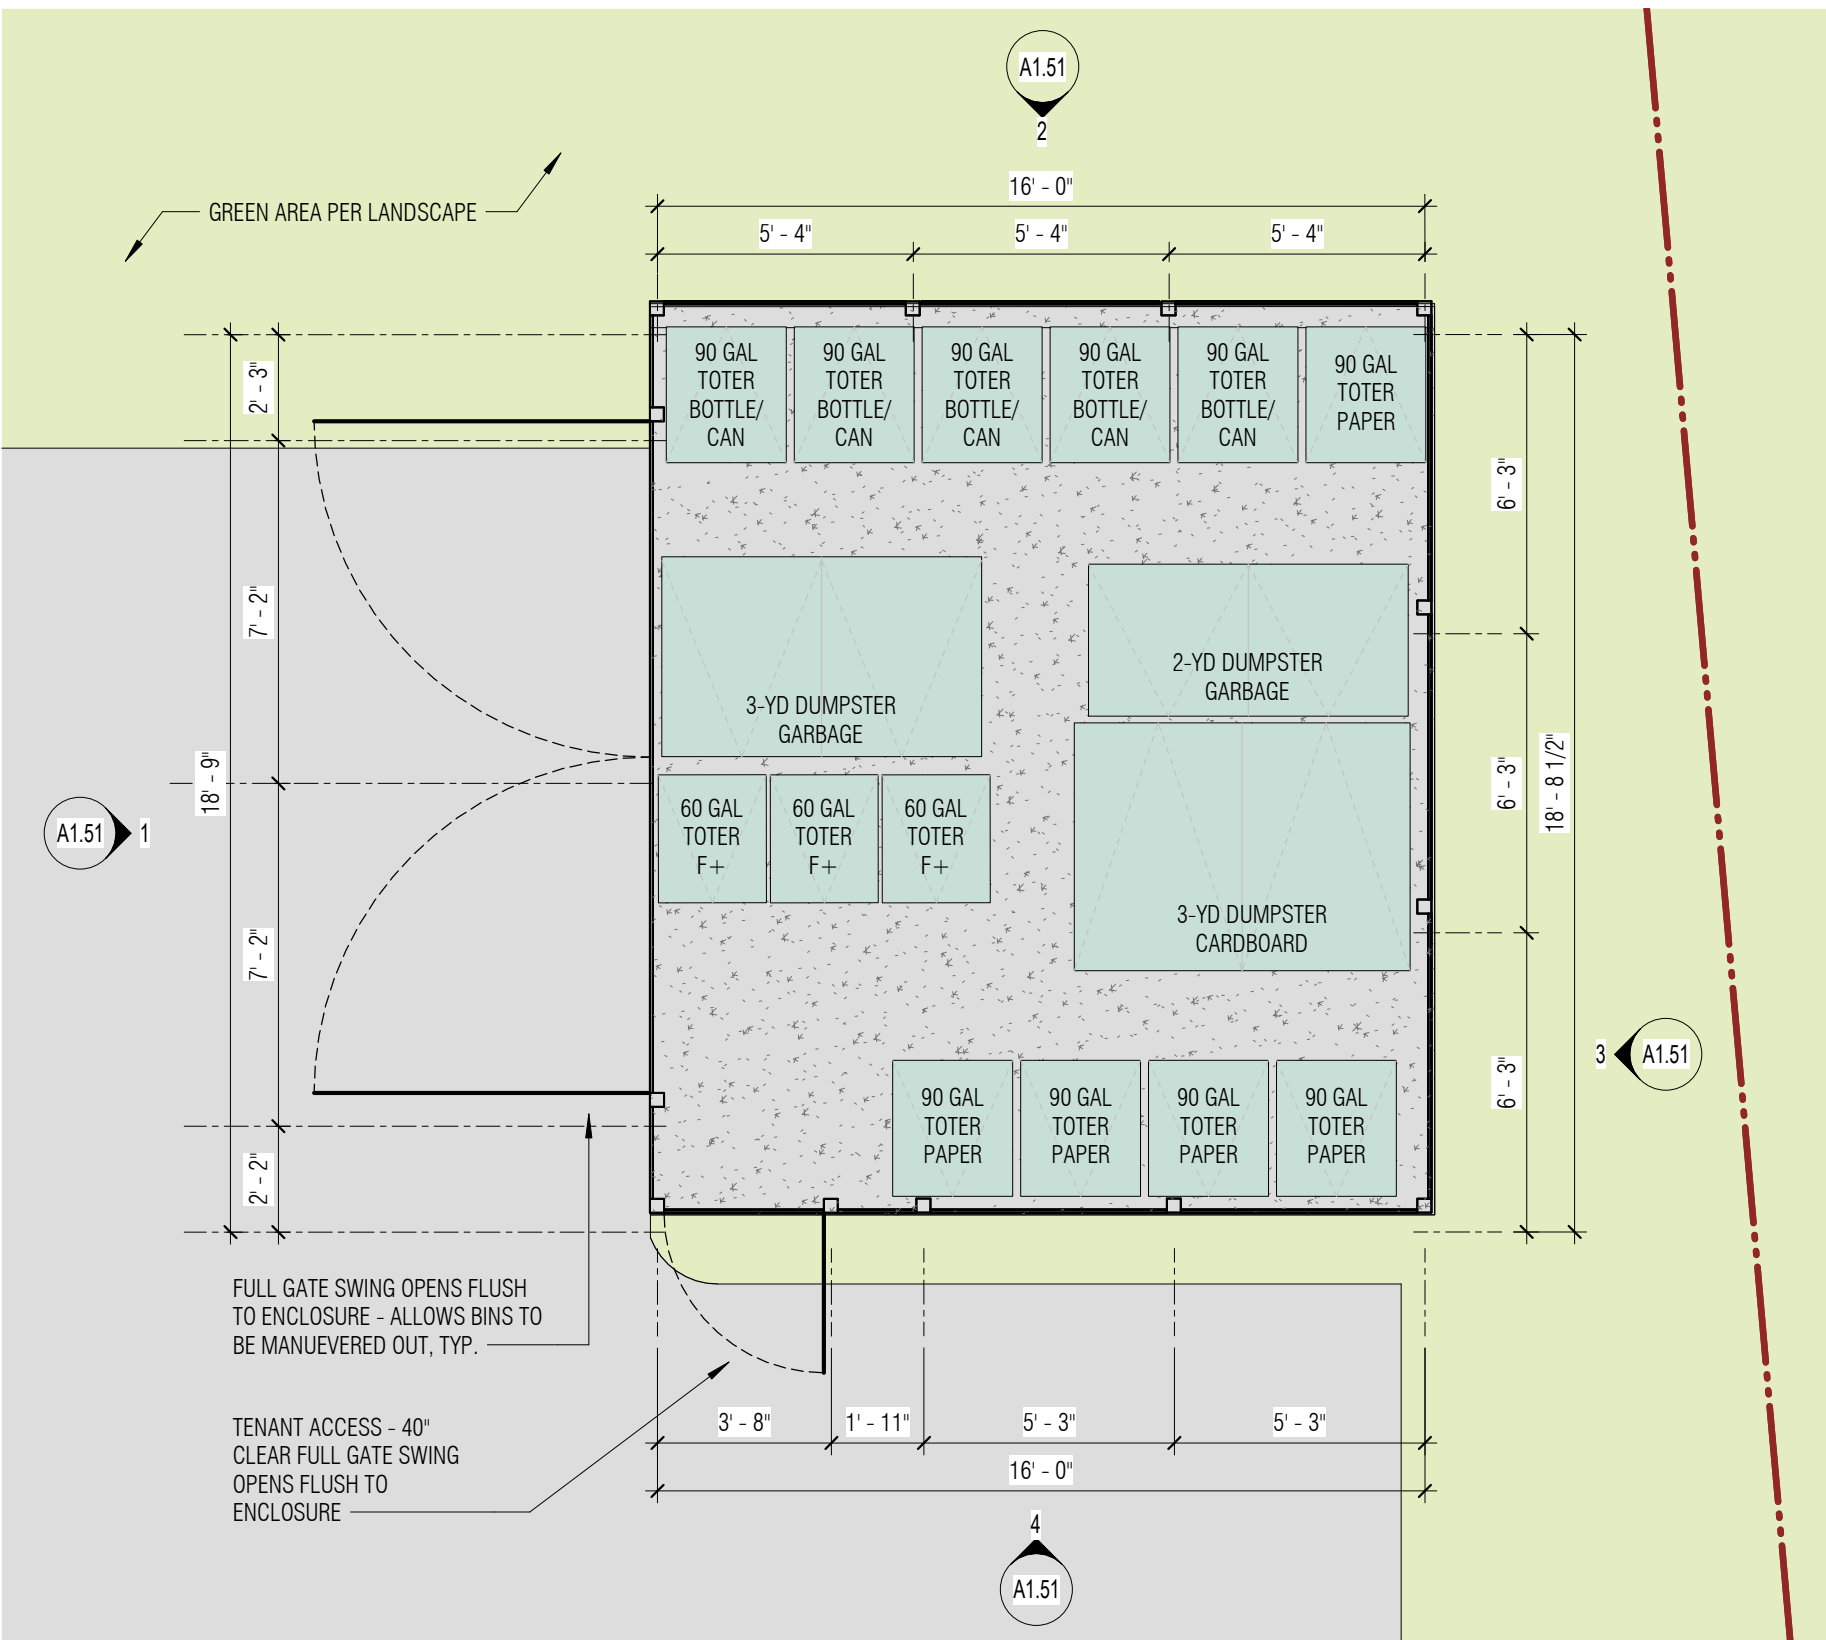 A1.51
2
16' - 0"
5' - 4"
5' - 4"
5' - 4"
GREEN AREA PER LANDSCAPE
2' - 3"
7' - 2"
18' - 9"
7' - 2"
2' - 2"
A1.51
1
90 GAL
TOTER
BOTTLE/
CAN
90 GAL
TOTER
BOTTLE/
CAN
90 GAL
TOTER
BOTTLE/
CAN
90 GAL
TOTER
BOTTLE/
CAN
90 GAL
TOTER
BOTTLE/
CAN
90 GAL
TOTER
PAPER
3-YD DUMPSTER
GARBAGE
2-YD DUMPSTER
GARBAGE
60 GAL
TOTER
F+
60 GAL
TOTER
F+
60 GAL
TOTER
F+
3-YD DUMPSTER
CARDBOARD
90 GAL
TOTER
PAPER
90 GAL
TOTER
PAPER
90 GAL
TOTER
PAPER
90 GAL
TOTER
PAPER
6' - 3"
6' - 3"
18' - 8 1/2"
6' - 3"
3
A1.51
FULL GATE SWING OPENS FLUSH
TO ENCLOSURE - ALLOWS BINS TO
BE MANUEVERED OUT, TYP.
TENANT ACCESS - 40"
CLEAR FULL GATE SWING
OPENS FLUSH TO
ENCLOSURE
3' - 8"
1' - 11"
5' - 3"
5' - 3"
16' - 0"
4
A1.51